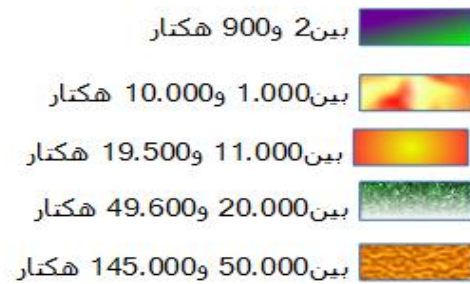 بين2 و900 هكتار
بين1.000 و10.000 هكتار
بين11.000 و19.500 هكتار
بين20.000 و49.600 هكتار
بين50.000 و145.000 هكتار